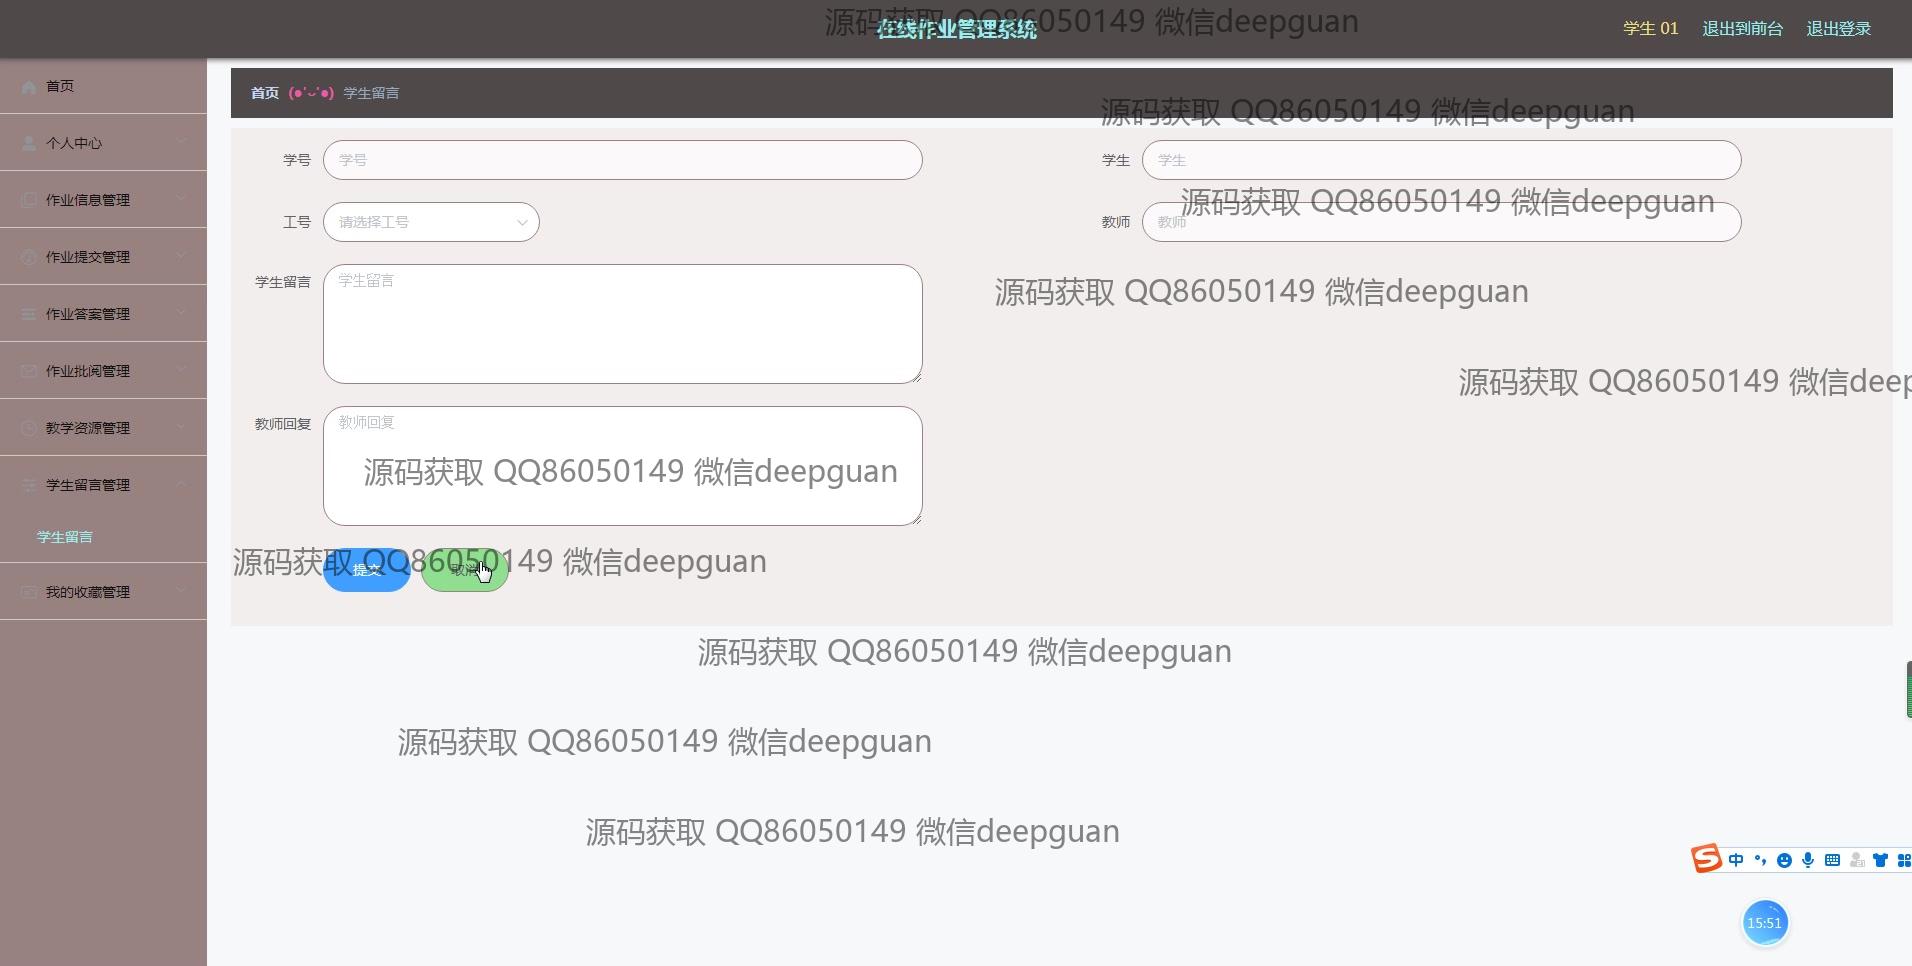 源码获取 QQ86050149 微信deepguan
在线作业管理系统
学生 01 退出到前台 退出登录
首页
首页 (●'ᴗ'●) 学生留言
源码获取 QQ86050149 微信deepguan
个人中心
学号 学号
学生 学生
作业信息管理
源码获取 QQ86050149 微信deepguan
工号 请选择工号
教师 教师
作业提交管理
学生留言 学生留言
源码获取 QQ86050149 微信deepguan
作业答案管理
作业批阅管理
源码获取 QQ86050149 微信deep
教学资源管理
教师回复 教师回复
源码获取 QQ86050149 微信deepguan
学生留言管理
学生留言
源码获取 QQ86050149 微信deepguan
提交 取消
我的收藏管理
源码获取 QQ86050149 微信deepguan
源码获取 QQ86050149 微信deepguan
源码获取 QQ86050149 微信deepguan
中
15:51